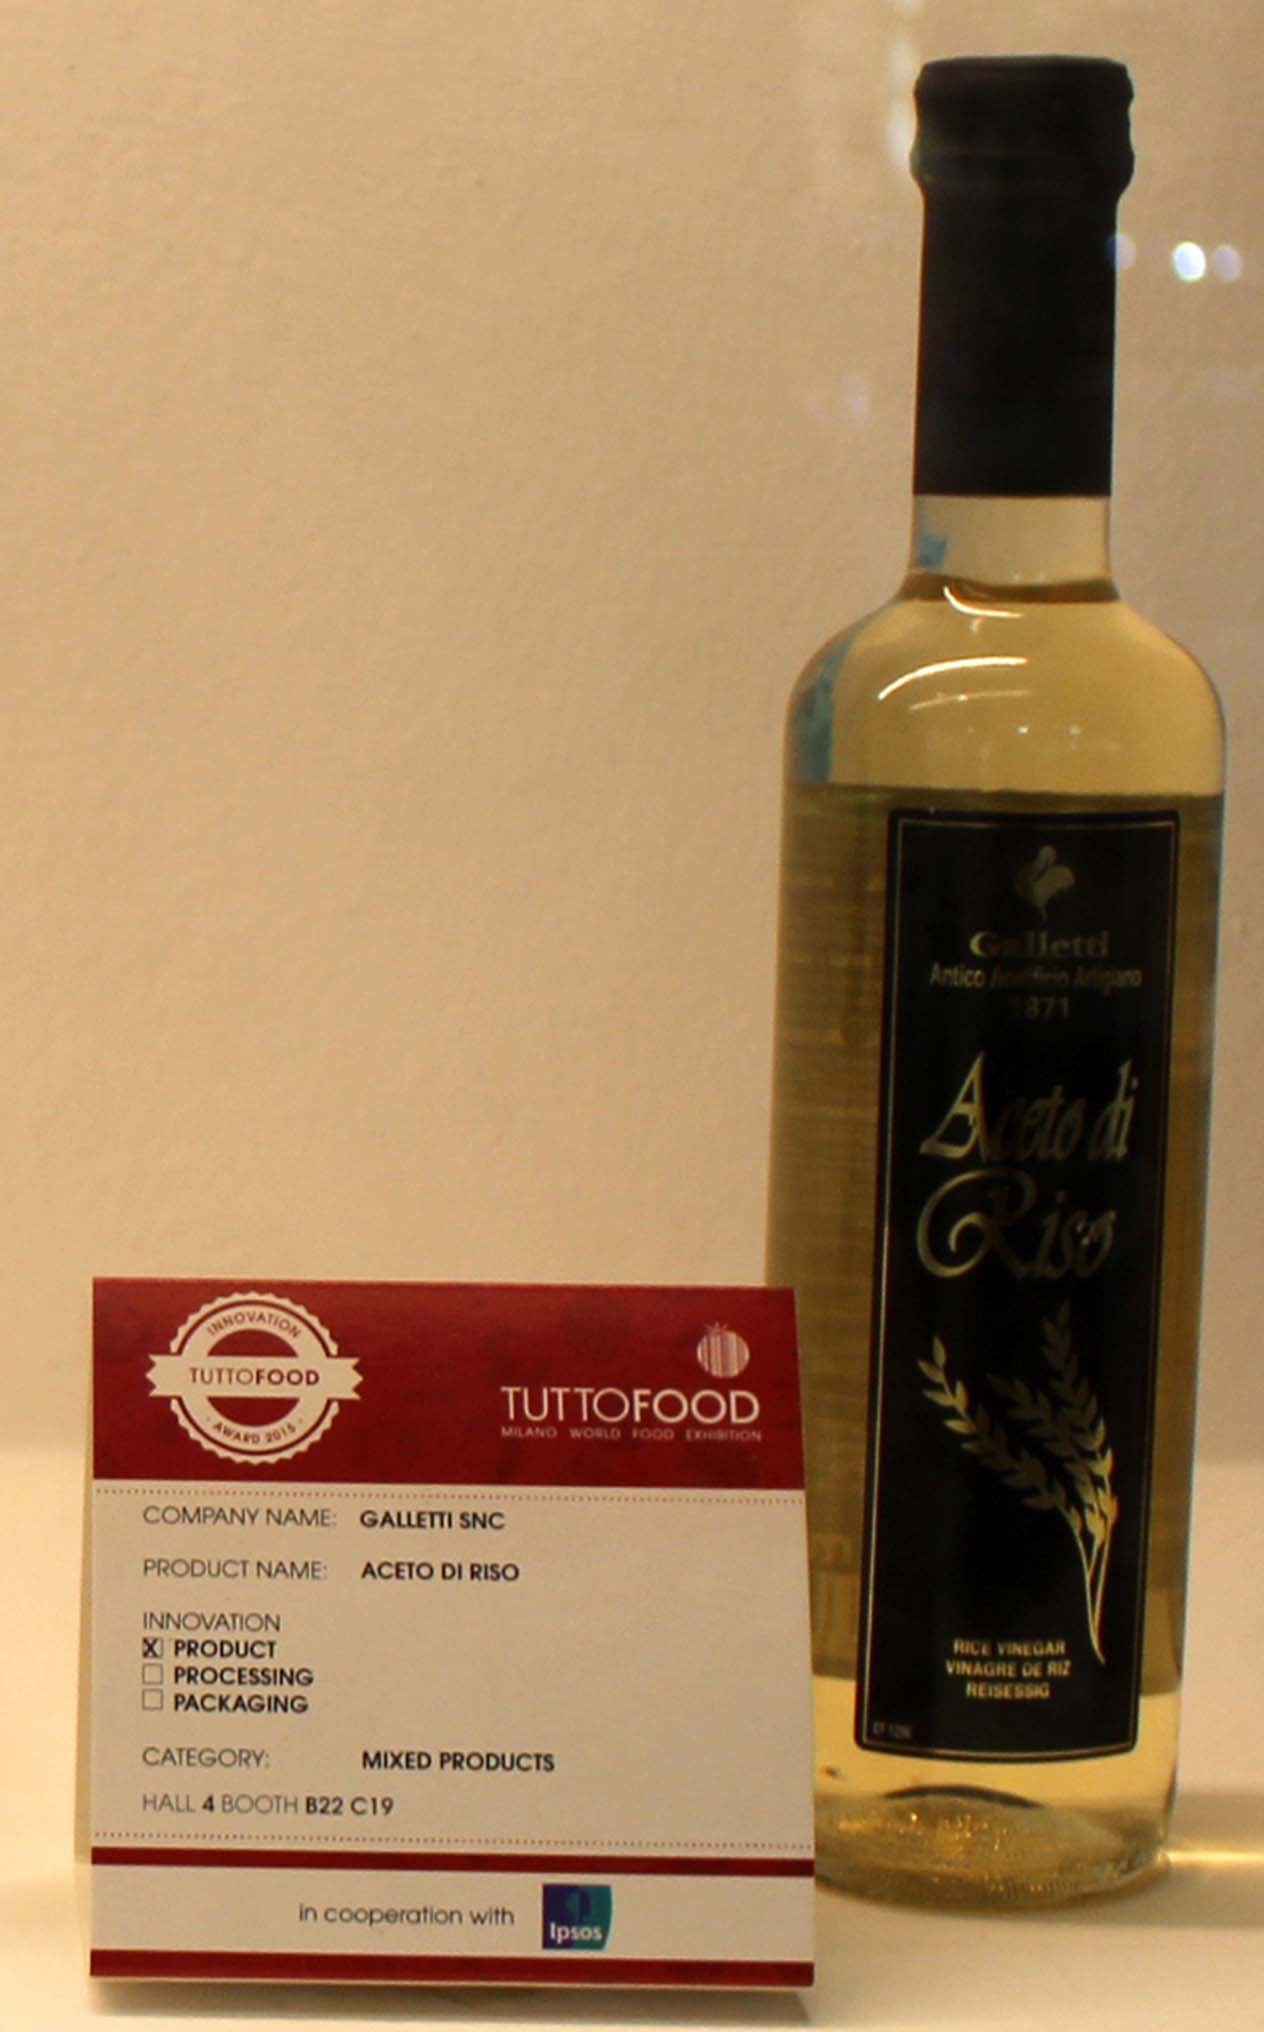 INNOVATION
TUTTOFOOD
· AWARD 2015 ·
TUTTOFOOD
MILANO WORLD FOOD EXHIBITION
COMPANY NAME: GALLETTI SNC
PRODUCT NAME: ACETO DI RISO
INNOVATION
X PRODUCT
PROCESSING
PACKAGING
CATEGORY: MIXED PRODUCTS
HALL 4 BOOTH B22 C19
in cooperation with Ipsos
Galletti
Antico Acetificio Artigiano
1871
Aceto di
Riso
RICE VINEGAR
VINAGRE DE RIZ
REISESSIG